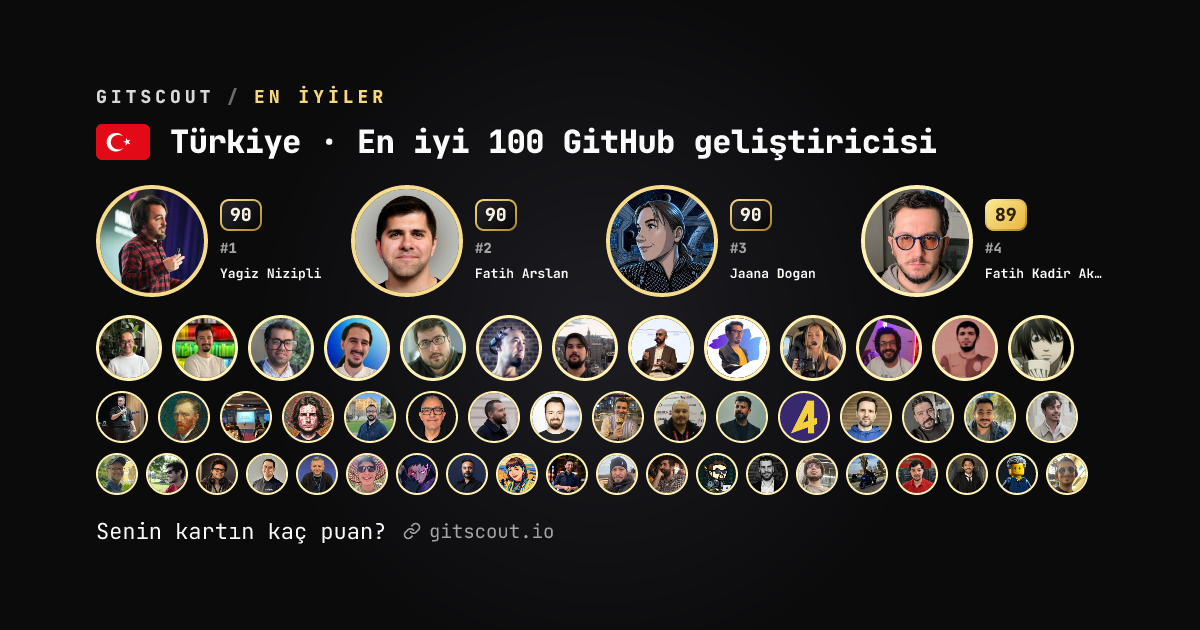 GITSCOUT / EN İYİLER
Türkiye · En iyi 100 GitHub geliştiricisi
90
#1
Yagiz Nizipli
90
#2
Fatih Arslan
90
#3
Jaana Dogan
89
#4
Fatih Kadir Ak…
Senin kartın kaç puan? gitscout.io